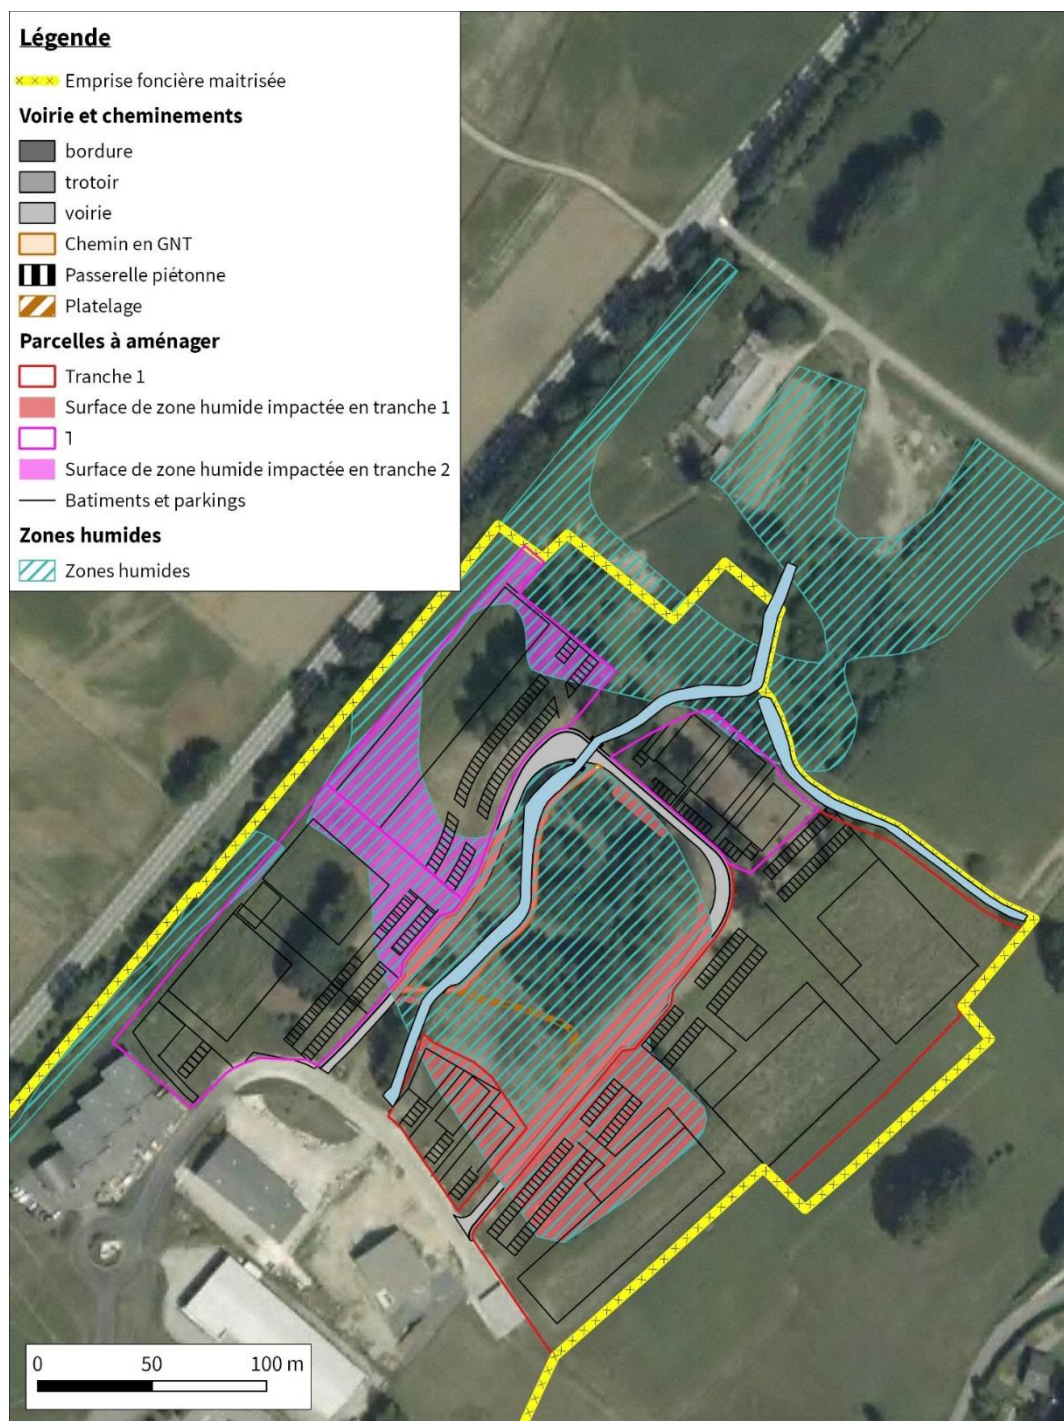 Légende
Emprise foncière maitrisée
Voirie et cheminements
bordure
trotoir
voirie
Chemin en GNT
Passerelle piétonne
Platelage
Parcelles à aménager
Tranche 1
Surface de zone humide impactée en tranche 1
T
Surface de zone humide impactée en tranche 2
Batiments et parkings
Zones humides
Zones humides
0 50 100 m